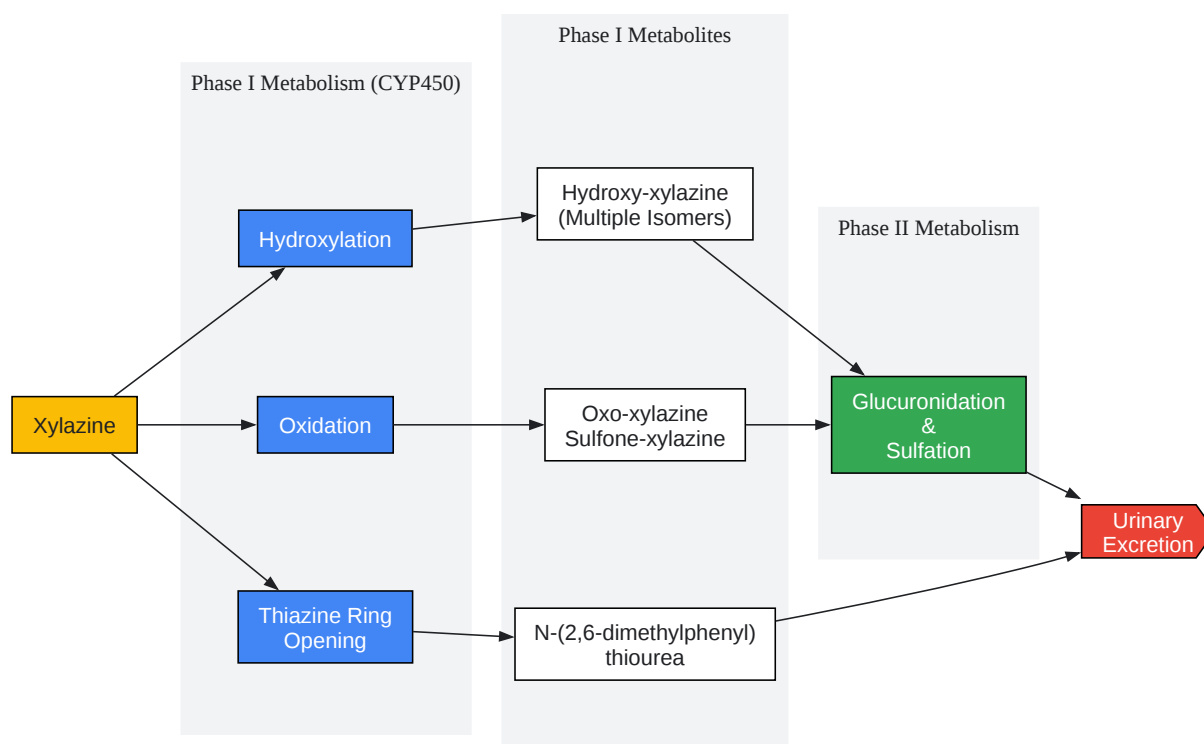 Phase I Metabolites
Phase I Metabolism (CYP450)
Hydroxy-xylazine
(Multiple Isomers)
Phase II Metabolism
Hydroxylation
Xylazine
Oxidation
Oxo-xylazine
Sulfone-xylazine
Glucuronidation
&
Sulfation
Urinary
Excretion
Thiazine Ring
Opening
N-(2,6-dimethylphenyl)
thiourea